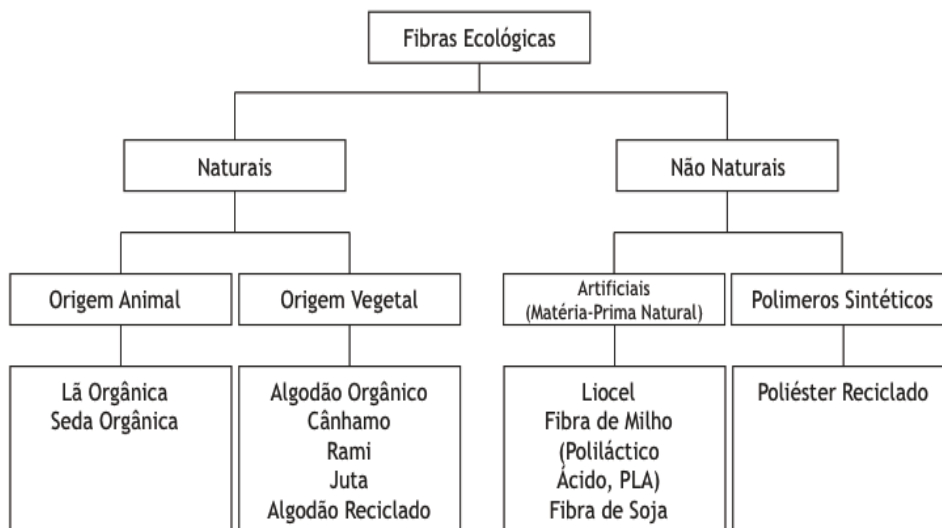 Fibras Ecológicas
Naturais
Não Naturais
Origem Animal
Origem Vegetal
Artificiais
(Matéria-Prima Natural)
Polimeros Sintéticos
Lã Orgânica
Seda Orgânica
Algodão Orgânico
Cânhamo
Rami
Juta
Algodão Reciclado
Liocel
Fibra de Milho
(Poliláctico
Ácido, PLA)
Fibra de Soja
Poliéster Reciclado